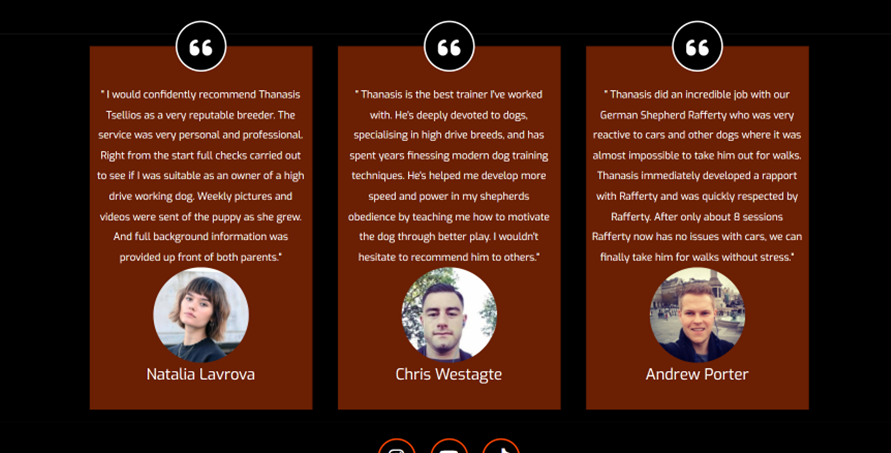 " I would confidently recommend Thanasis
Tsellios as a very reputable breeder. The
service was very personal and professional.
Right from the start full checks carried out
to see if I was suitable as an owner of a high
drive working dog. Weekly pictures and
videos were sent of the puppy as she grew.
And full background information was
provided up front of both parents."
Natalia Lavrova
" Thanasis is the best trainer I've worked
with. He's deeply devoted to dogs,
specialising in high drive breeds, and has
spent years finessing modern dog training
techniques. He's helped me develop more
speed and power in my shepherds
obedience by teaching me how to motivate
the dog through better play. I wouldn't
hesitate to recommend him to others."
Chris Westagte
" Thanasis did an incredible job with our
German Shepherd Rafferty who was very
reactive to cars and other dogs where it was
almost impossible to take him out for walks.
Thanasis immediately developed a rapport
with Rafferty and was quickly respected by
Rafferty. After only about 8 sessions
Rafferty now has no issues with cars, we can
finally take him for walks without stress."
Andrew Porter